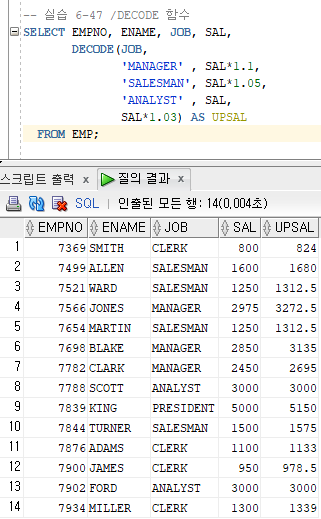 -- 실습 6-47 /DECODE 함수
SELECT EMPNO, ENAME, JOB, SAL,
DECODE(JOB,
'MANAGER' , SAL*1.1,
'SALESMAN', SAL*1.05,
'ANALYST' , SAL,
SAL*1.03) AS UPSAL
FROM EMP;
스크립트 출력 x 질의 결과 x
SQL | 인출된 모든 행: 14(0,004초)
EMPNO ENAME JOB SAL UPSAL
1 7369 SMITH CLERK 800 824
2 7499 ALLEN SALESMAN 1600 1680
3 7521 WARD SALESMAN 1250 1312.5
4 7566 JONES MANAGER 2975 3272.5
5 7654 MARTIN SALESMAN 1250 1312.5
6 7698 BLAKE MANAGER 2850 3135
7 7782 CLARK MANAGER 2450 2695
8 7788 SCOTT ANALYST 3000 3000
9 7839 KING PRESIDENT 5000 5150
10 7844 TURNER SALESMAN 1500 1575
11 7876 ADAMS CLERK 1100 1133
12 7900 JAMES CLERK 950 978.5
13 7902 FORD ANALYST 3000 3000
14 7934 MILLER CLERK 1300 1339